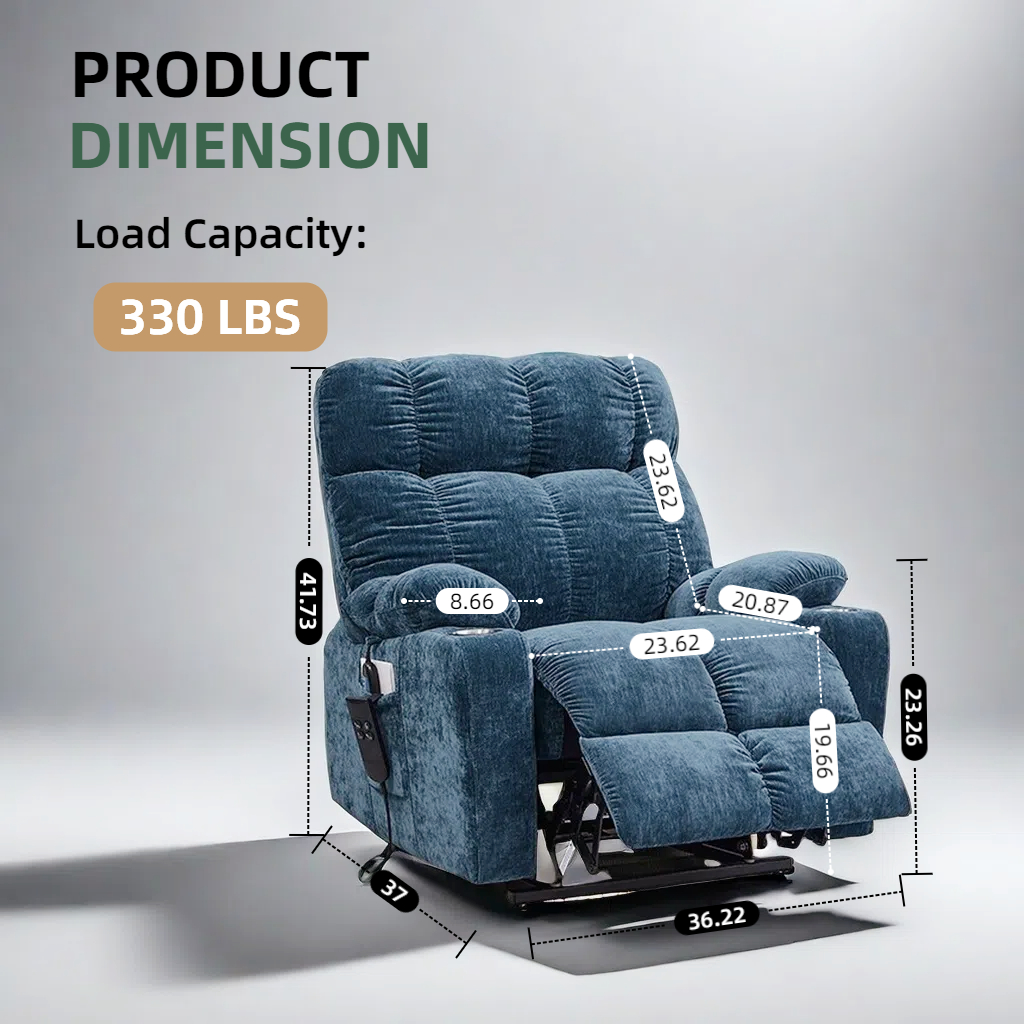 PRODUCT
DIMENSION
Load Capacity:
330 LBS
23.62
41.73
8.66
20.87
23.62
23.26
19.66
37
36.22